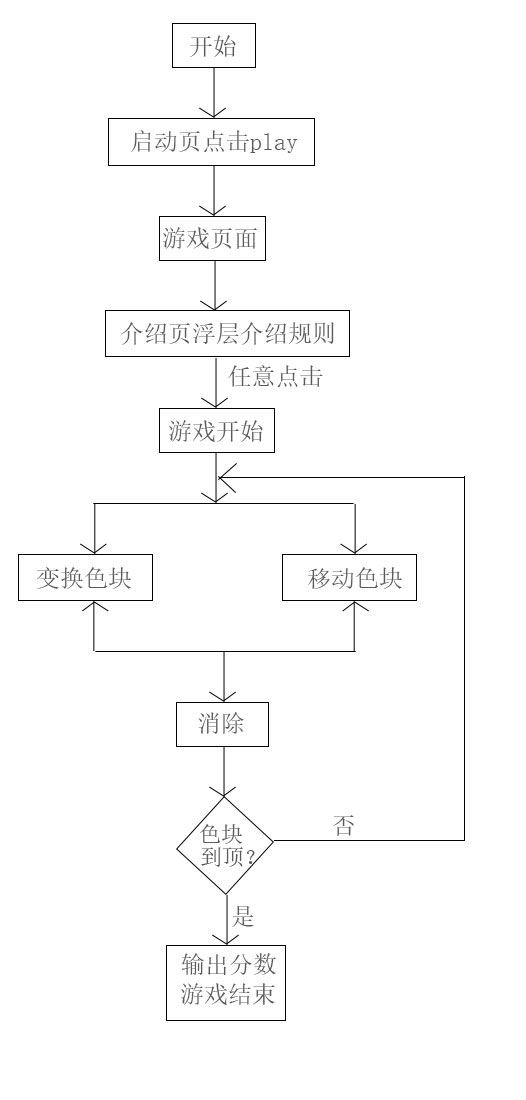 开始
启动页点击play
游戏页面
介绍页浮层介绍规则
任意点击
游戏开始
变换色块
移动色块
消除
色块
到顶?
否
是
输出分数
游戏结束